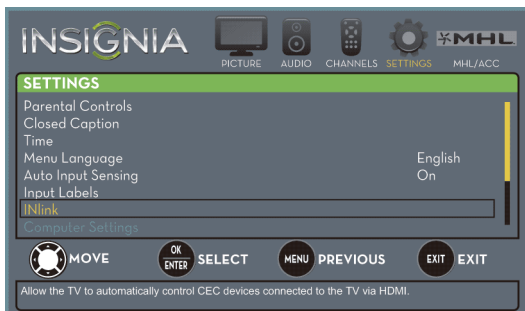 INSIGNIA
PICTURE AUDIO CHANNELS SETTINGS MHL MHL/ACC
SETTINGS
Parental Controls
Closed Caption
Time
Menu Language English
Auto Input Sensing On
Input Labels
INlink
Computer Settings
MOVE OK ENTER SELECT MENU PREVIOUS EXIT EXIT
Allow the TV to automatically control CEC devices connected to the TV via HDMI.